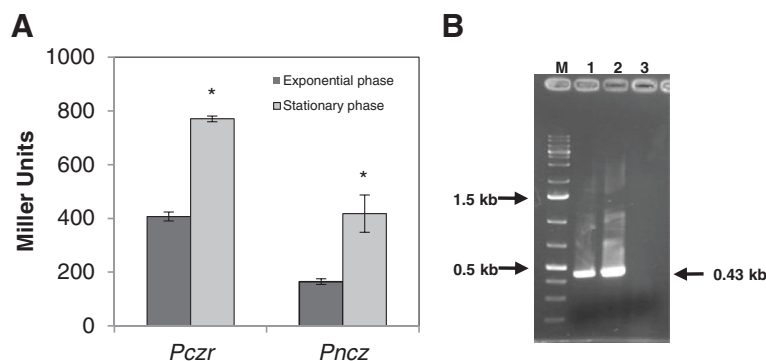 A
Miller Units
1000
800
600
400
200
0
Exponential phase
Stationary phase
*
*
Pczr
Pncz
B
M 1 2 3
1.5 kb
0.5 kb
0.43 kb